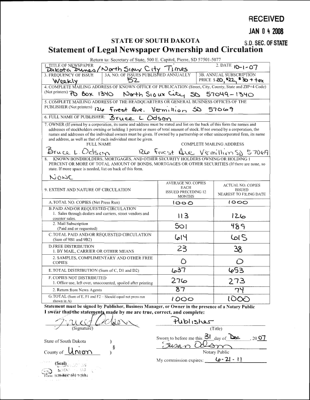 RECEIVED
JAN 04 2008
S.D. SEC. OF STATE
STATE OF SOUTH DAKOTA
Statement of Legal Newspaper Ownership and Circulation
Return to: Secretary of State, 500 E. Capitol, Pierre, SD 57501-5077
1. TITLE OF NEWSPAPER
Dakota Dunes/North Sioux City Times
2. DATE 10-1-07
3. FREQUENCY OF ISSUE
Weekly
3A. NO. OF ISSUES PUBLISHED ANNUALLY
52
3B. ANNUAL SUBSCRIPTION
PRICE
4. COMPLETE MAILING ADDRESS OF KNOWN OFFICE OF PUBLICATION (Street, City, County, State and ZIP+4 Code)
(Not printers) PO Box 1340 North Sioux City SD 57049-1340
5. COMPLETE MAILING ADDRESS OF THE HEADQUARTERS OR GENERAL BUSINESS OFFICES OF THE
PUBLISHER (Not printers) 126 Forest Ave Vermillion SD 57069
6. FULL NAME OF PUBLISHER: Bruce L Odson
7. OWNER (If owned by a corporation, its name and address must be stated and list on the back of this form the names and
addresses of stockholders owning or holding 1 percent or more of total amount of stock. If not owned by a corporation, the
names and addresses of the individual owners must be given. If owned by a partnership or other unincorporated firm, its name
and address, as well as that of each individual must be given.
FULL NAME COMPLETE MAILING ADDRESS
Bruce L Odson 126 Forest Ave Vermillion SD 57069
8. KNOWN BONDHOLDERS, MORTGAGES, AND OTHER SECURITY HOLDERS OWNING OR HOLDING 1
PERCENT OR MORE OF TOTAL AMOUNT OF BONDS, MORTGAGES OR OTHER SECURITIES (If there are none, so
state. If more space is needed, list on back of this form.
None
9. EXTENT AND NATURE OF CIRCULATION
AVERAGE NO. COPIES
EACH
ISSUED PRECEDING 12
MONTHS
ACTUAL NO. COPIES
ISSUED
NEAREST TO FILING DATE
A. TOTAL NO. COPIES (Net Press Run) 1000 1000
B. PAID AND/OR REQUESTED CIRCULATION
1. Sales through dealers and carriers, street vendors and
counter sales 113 126
2. Mail Subscription
(Paid and or requested) 501 489
C. TOTAL PAID AND/OR REQUESTED CIRCULATION
(Sum of 9B1 and 9B2) 614 615
D. FREE DISTRIBUTION
1. BY MAIL, CARRIER OR OTHER MEANS 23 38
2. SAMPLES, COMPLIMENTARY AND OTHER FREE
COPIES 0 0
E. TOTAL DISTRIBUTION (Sum of C, D1 and D2) 637 653
F. COPIES NOT DISTRIBUTED
1. Office use, left over, unaccounted, spoiled after printing 276 273
2. Return from News Agents 87 74
G. TOTAL (Sum of E, F1 and F2 - Should equal net press run
shown in A) 1000 1000
Statement must be signed by Publisher, Business Manager, or Owner in the presence of a Notary Public
I swear that the statements made by me are true, correct, and complete:
Bruce Odson Publisher
(Signature) (Title)
State of South Dakota )
County of Union )
Sworn to before me this 31 day of Dec 2007
Susan Odson
Notary Public
(Seal)
My commission expires: 6-21-11